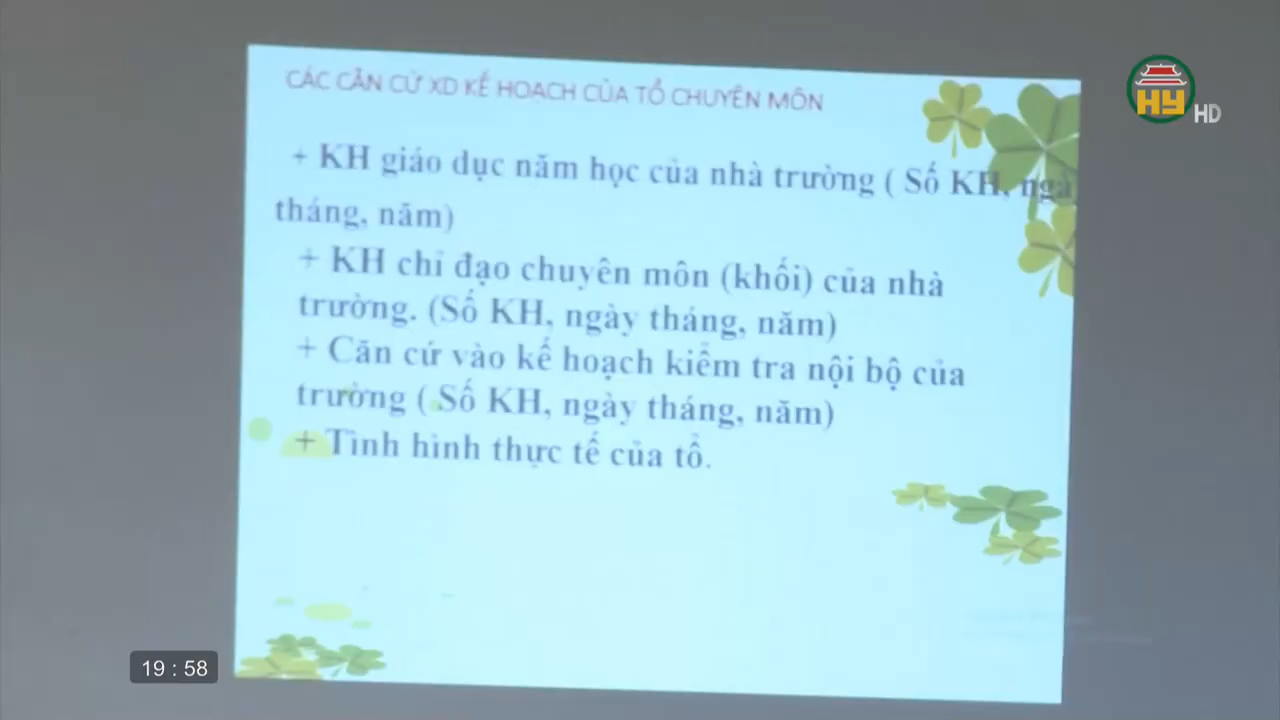 CÁC CĂN CỨ XD KẾ HOẠCH CỦA TỔ CHUYÊN MÔN
+ KH giáo dục năm học của nhà trường ( Số KH, ngà
tháng, năm)
+ KH chỉ đạo chuyên môn (khối) của nhà
trường. (Số KH, ngày tháng, năm)
+ Căn cứ vào kế hoạch kiểm tra nội bộ của
trường ( Số KH, ngày tháng, năm)
+ Tình hình thực tế của tổ.
HY HD
19 : 58